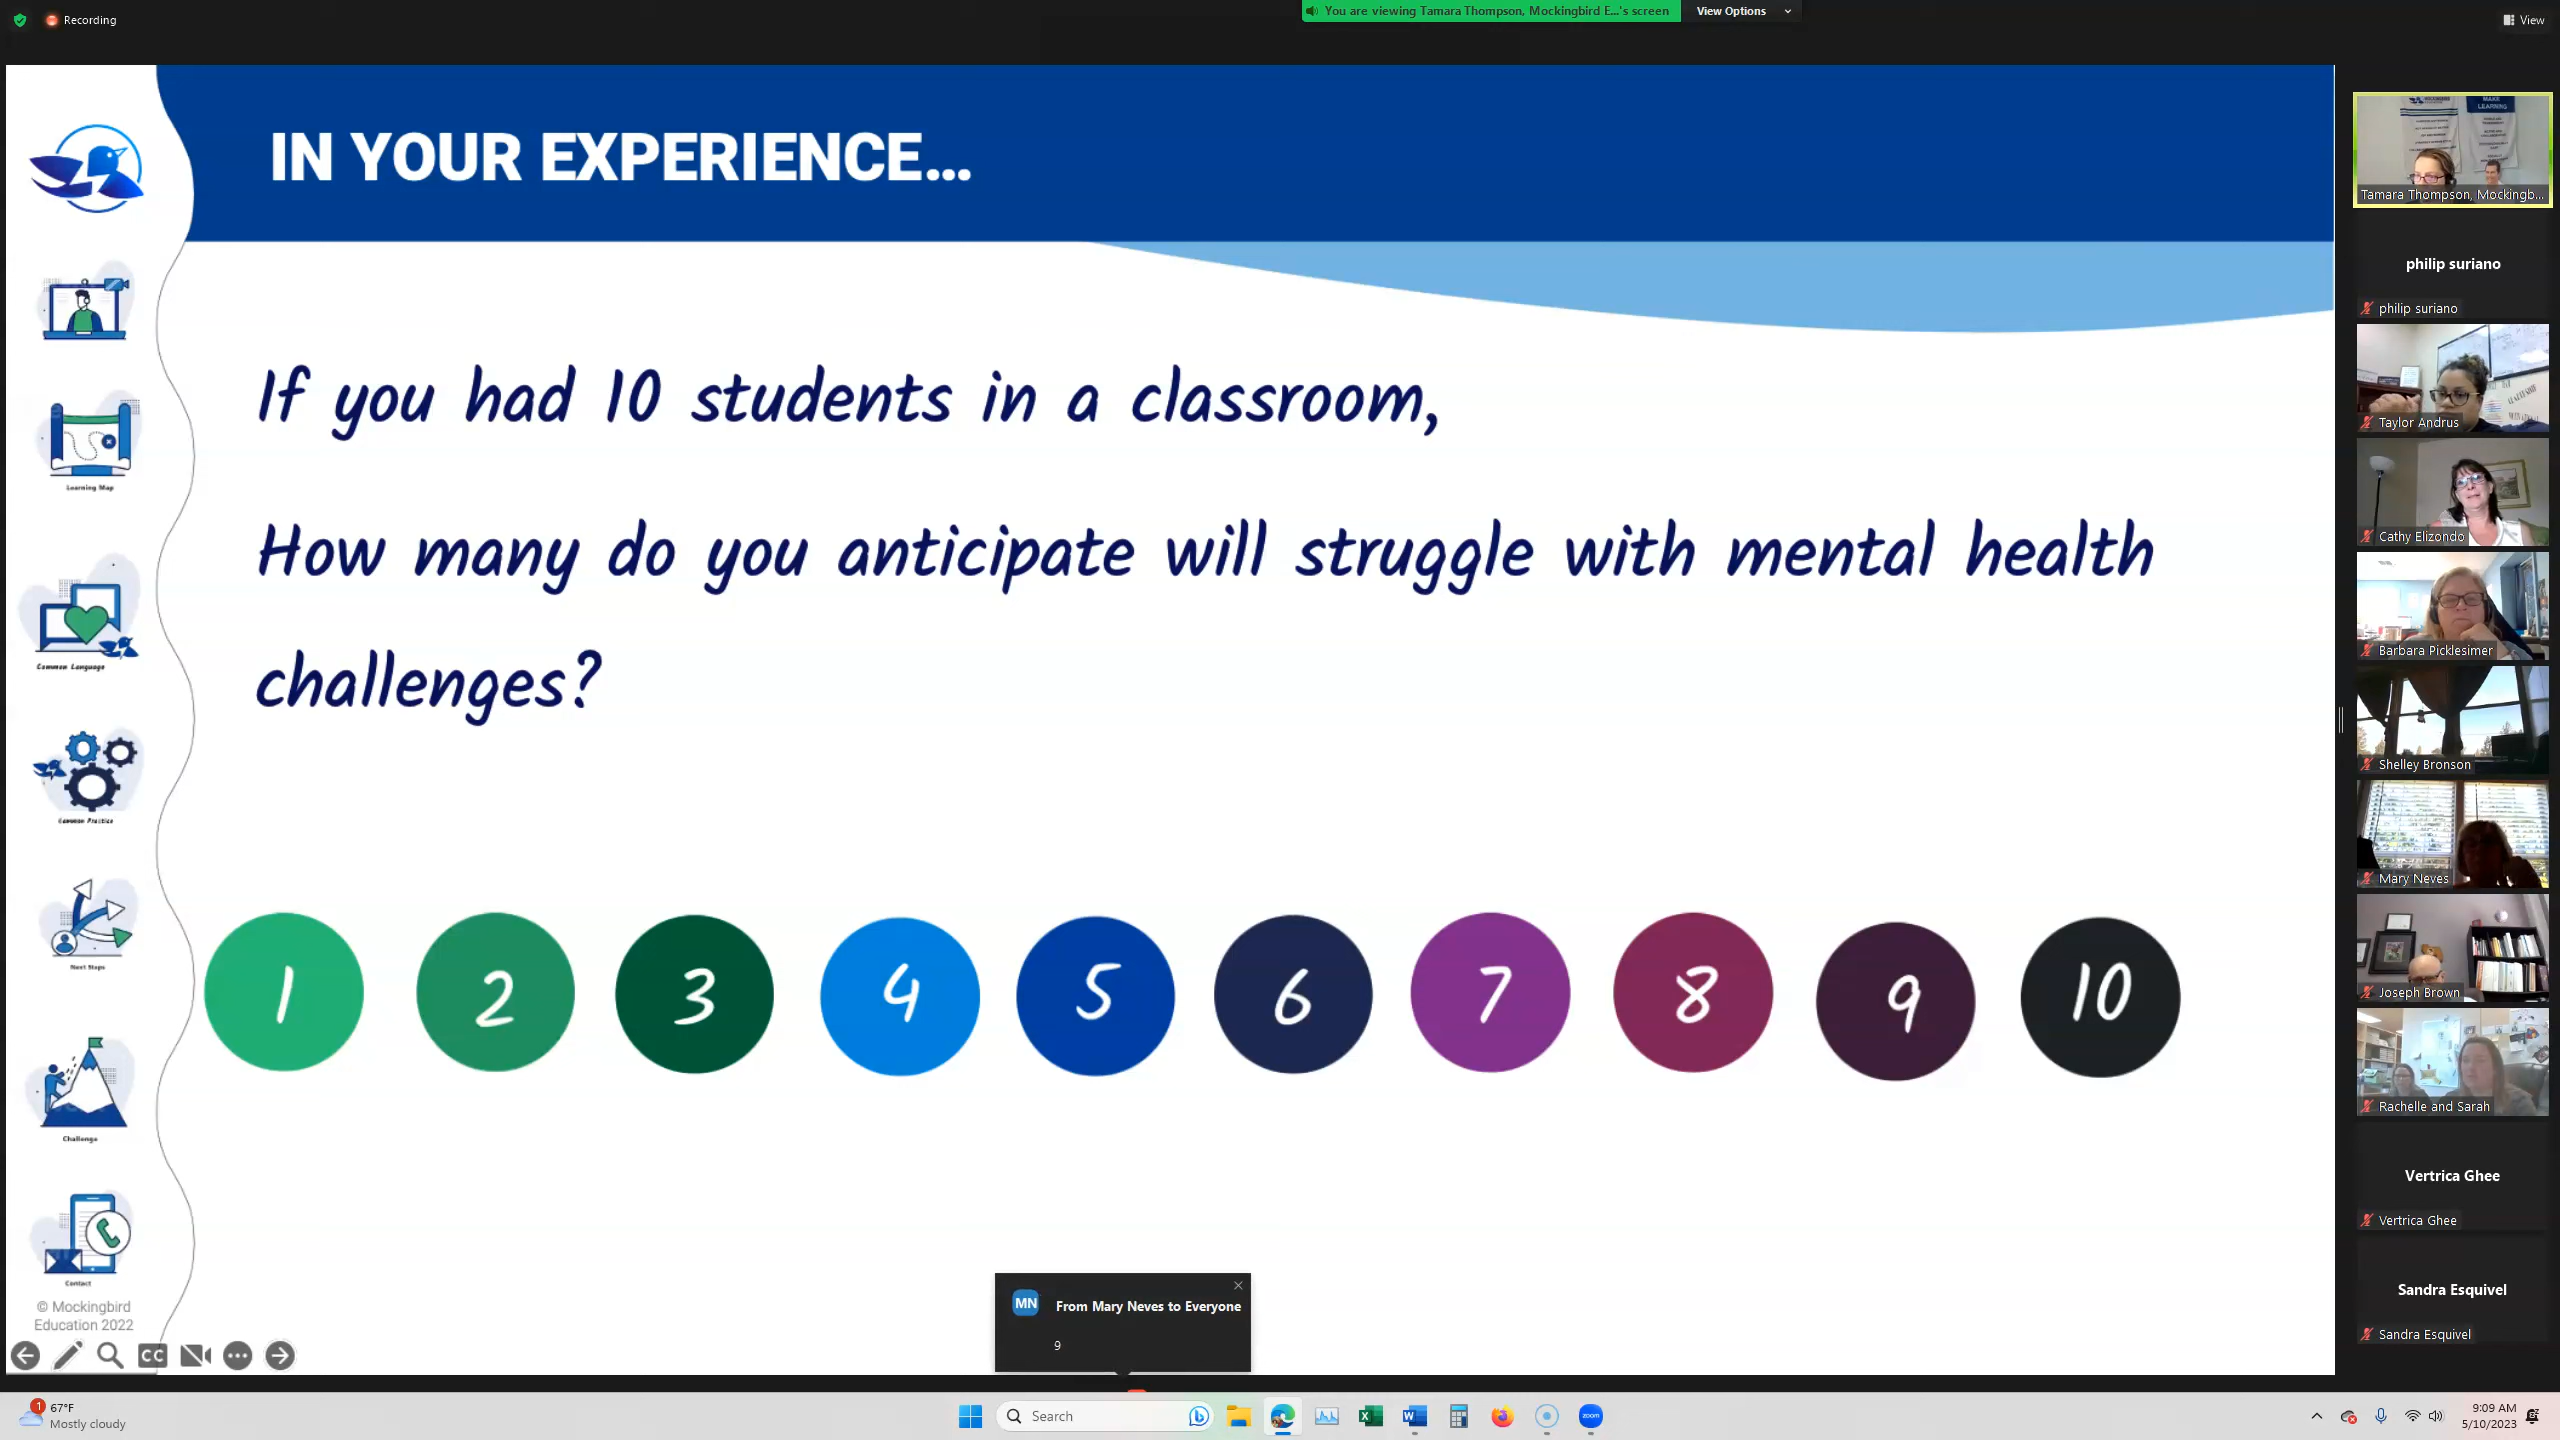 Recording
You are viewing Tamara Thompson, Mockingbird E...'s screen
View Options
View
IN YOUR EXPERIENCE...
If you had 10 students in a classroom,
How many do you anticipate will struggle with mental health
challenges?
1 2 3 4 5 6 7 8 9 10
Learning Map
Common Language
Common Practice
Next Steps
Challenge
Contact
© Mockingbird
Education 2022
CC
MAKE
LEARNING
Tamara Thompson, Mockingb...
philip suriano
philip suriano
Taylor Andrus
Cathy Elizondo
Barbara Picklesimer
Shelley Bronson
Mary Neves
Joseph Brown
Rachelle and Sarah
Vertrica Ghee
Vertrica Ghee
Sandra Esquivel
Sandra Esquivel
MN
From Mary Neves to Everyone
9
1
67°F
Mostly cloudy
Search
zoom
9:09 AM
5/10/2023